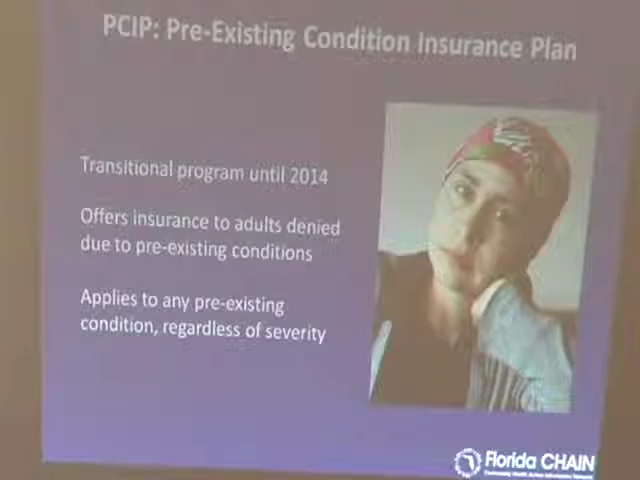 PCIP: Pre-Existing Condition Insurance Plan
Transitional program until 2014
Offers insurance to adults denied
due to pre-existing conditions
Applies to any pre-existing
condition, regardless of severity
Florida CHAIN